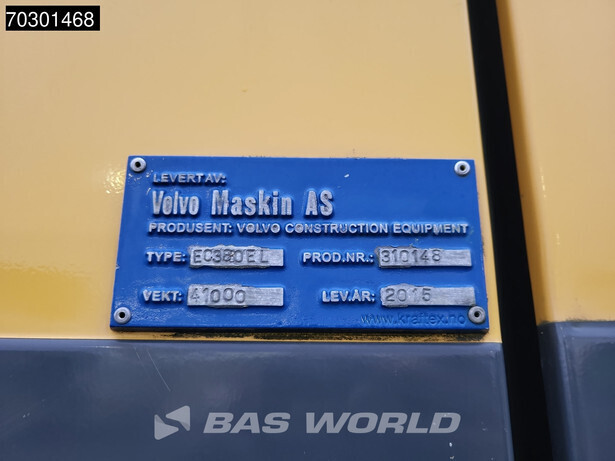 70301468
LEVERT AV:
Volvo Maskin AS
PRODUSENT: VOLVO CONSTRUCTION EQUIPMENT
TYPE: EC380EL PROD.NR.: 310148
VEKT: 41000 LEV.ÅR: 2015
www.kraftex.no
BAS WORLD